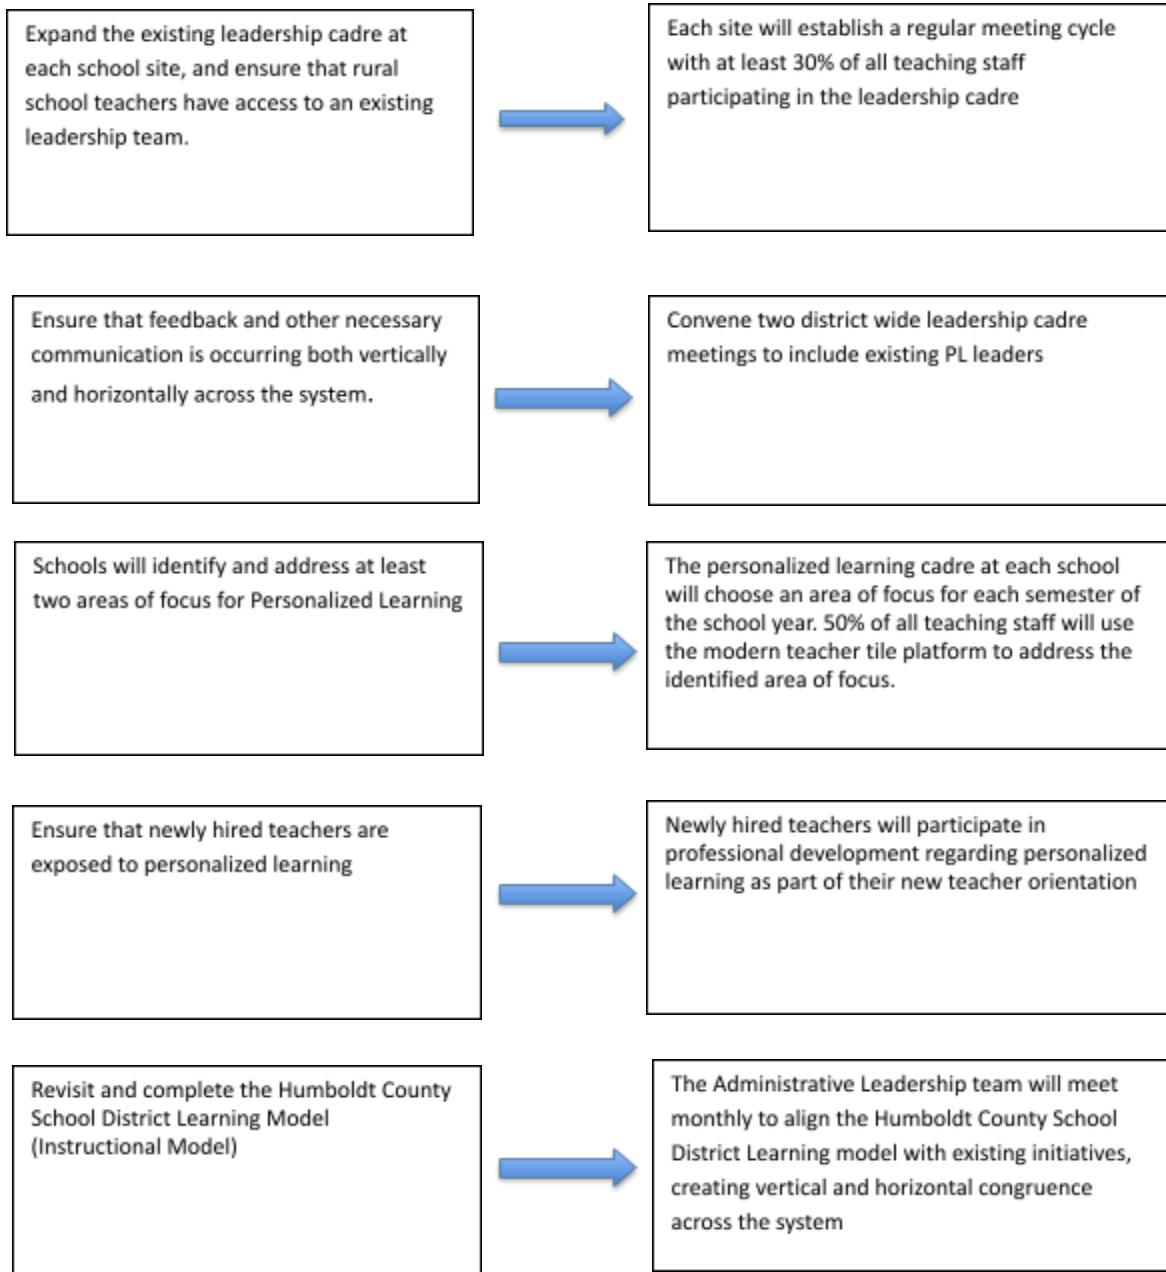 Expand the existing leadership cadre at
each school site, and ensure that rural
school teachers have access to an existing
leadership team.
Each site will establish a regular meeting cycle
with at least 30% of all teaching staff
participating in the leadership cadre
Ensure that feedback and other necessary
communication is occurring both vertically
and horizontally across the system.
Convene two district wide leadership cadre
meetings to include existing PL leaders
Schools will identify and address at least
two areas of focus for Personalized Learning
The personalized learning cadre at each school
will choose an area of focus for each semester of
the school year. 50% of all teaching staff will use
the modern teacher tile platform to address the
identified area of focus.
Ensure that newly hired teachers are
exposed to personalized learning
Newly hired teachers will participate in
professional development regarding personalized
learning as part of their new teacher orientation
Revisit and complete the Humboldt County
School District Learning Model
(Instructional Model)
The Administrative Leadership team will meet
monthly to align the Humboldt County School
District Learning model with existing initiatives,
creating vertical and horizontal congruence
across the system